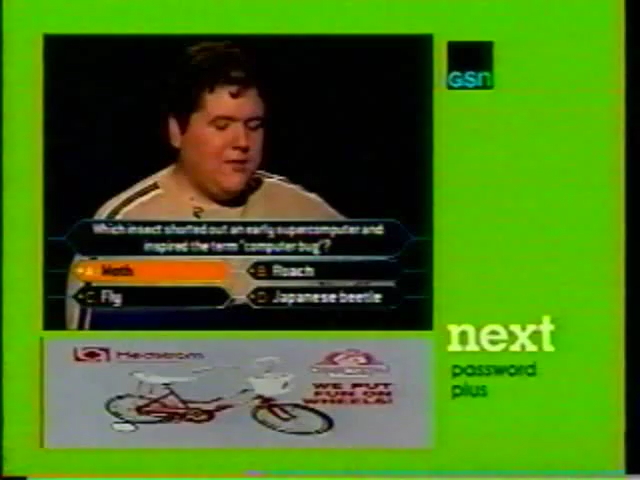 GSN
Which insect shorted out an early supercomputer and
inspired the term "computer bug"?
A: Moth
B: Roach
C: Fly
D: Japanese beetle
next
password
plus
Hedstrom
WE PUT
FUN ON
WHEELS!